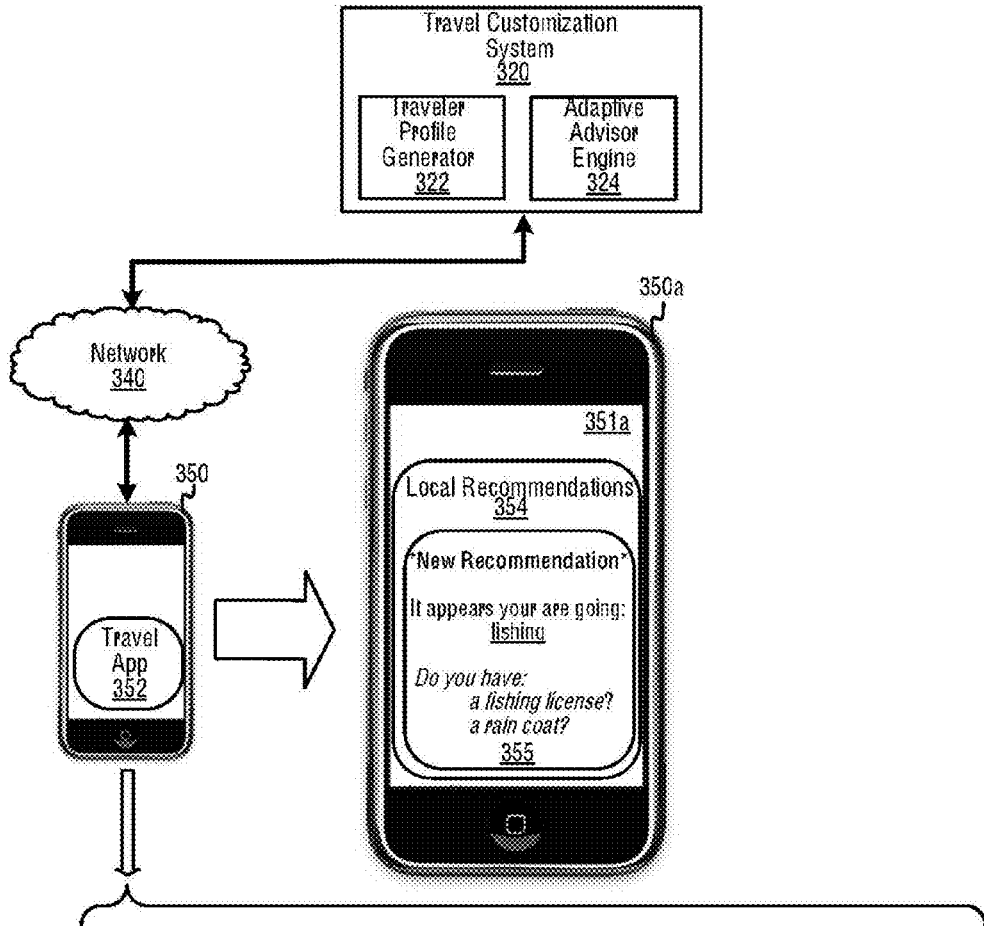 Travel Customization
System
320
Traveler
Profile
Generator
322
Adaptive
Advisor
Engine
324
350a
Network
340
351a
350
Local Recommendations
354
*New Recommendation*
It appears your are going:
fishing
Travel
App
352
Do you have:
a fishing license?
a rain coat?
355